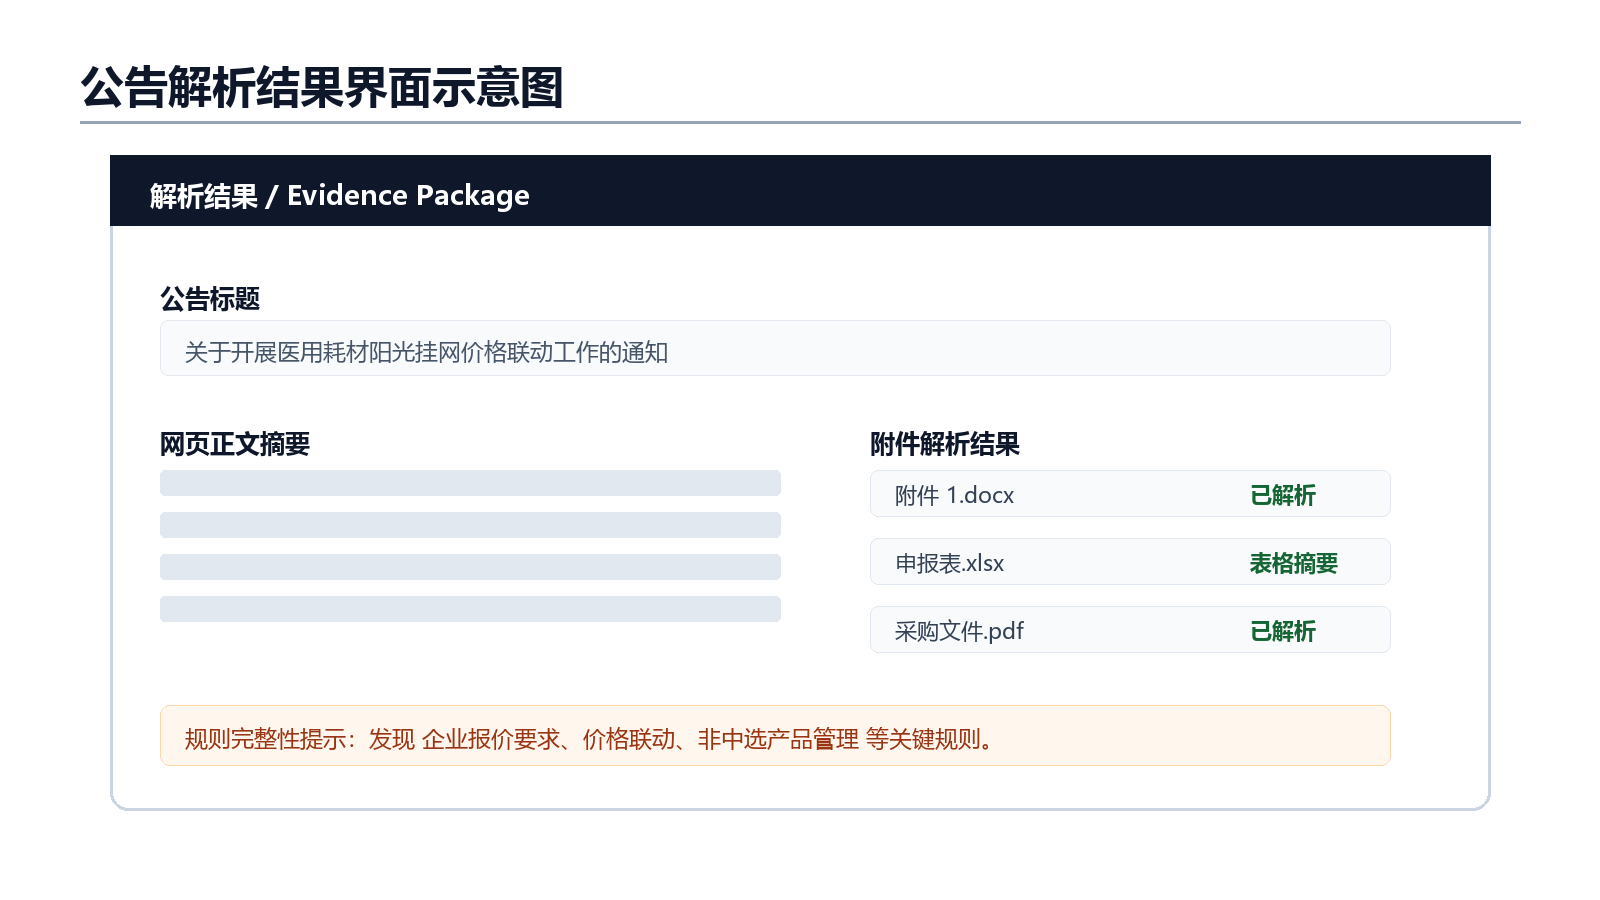 公告解析结果界面示意图
解析结果 / Evidence Package
公告标题
关于开展医用耗材阳光挂网价格联动工作的通知
网页正文摘要
附件解析结果
附件 1.docx 已解析
申报表.xlsx 表格摘要
采购文件.pdf 已解析
规则完整性提示：发现 企业报价要求、价格联动、非中选产品管理 等关键规则。